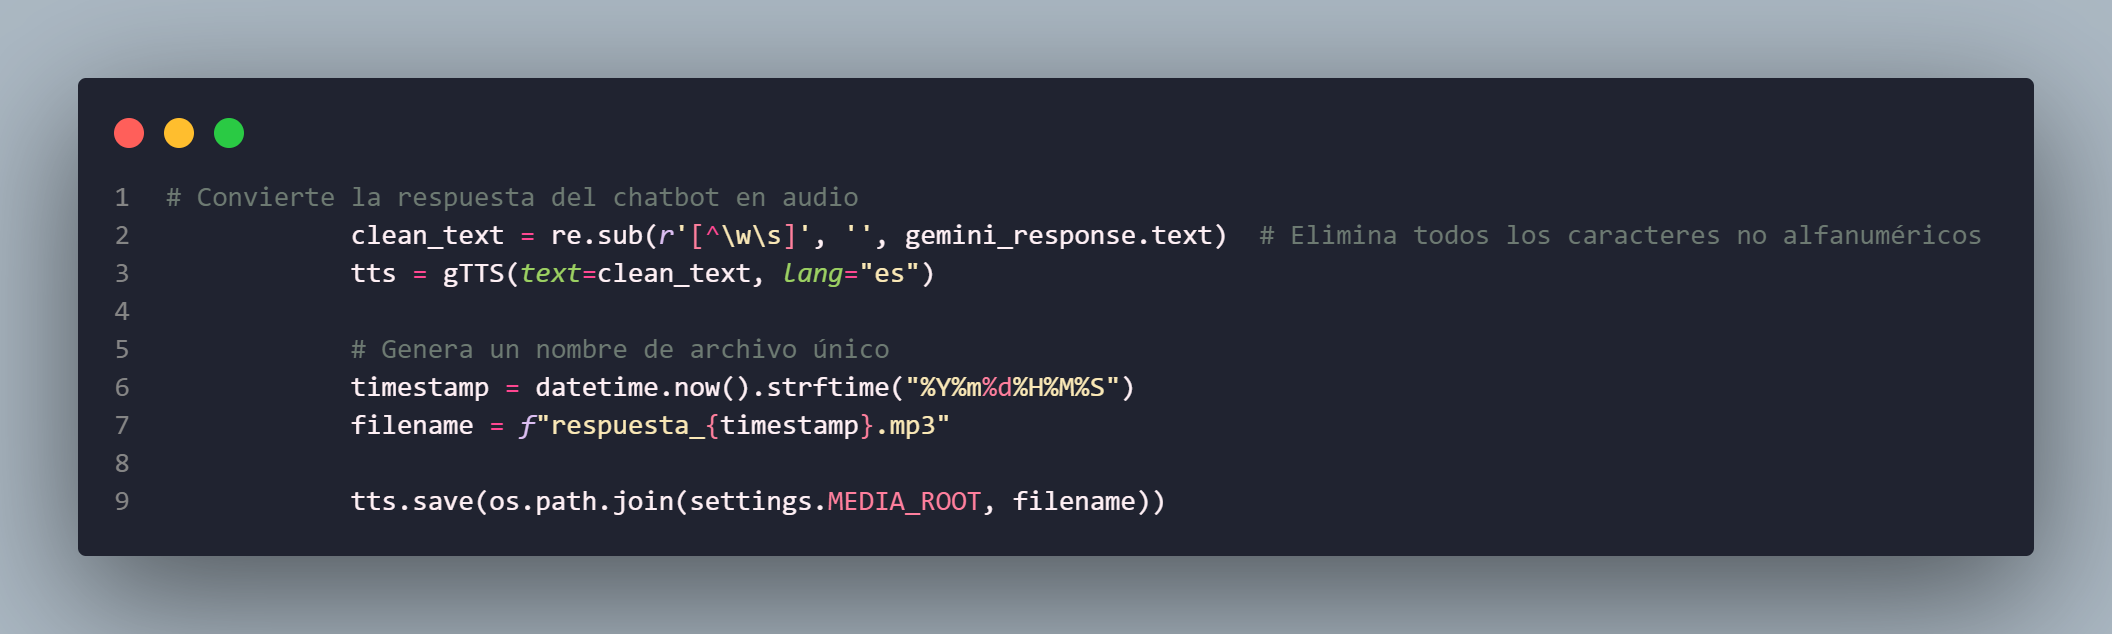 1 # Convierte la respuesta del chatbot en audio
2             clean_text = re.sub(r'[^\w\s]', '', gemini_response.text)  # Elimina todos los caracteres no alfanuméricos
3             tts = gTTS(text=clean_text, lang="es")
4
5             # Genera un nombre de archivo único
6             timestamp = datetime.now().strftime("%Y%m%d%H%M%S")
7             filename = f"respuesta_{timestamp}.mp3"
8
9             tts.save(os.path.join(settings.MEDIA_ROOT, filename))